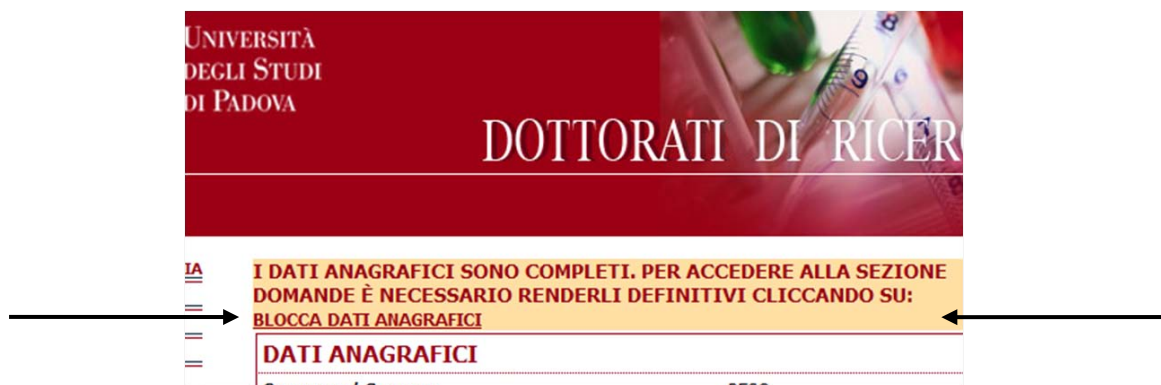 UNIVERSITÀ
DEGLI STUDI
DI PADOVA
DOTTORATI DI
IA
I DATI ANAGRAFICI SONO COMPLETI. PER ACCEDERE ALLA SEZIONE
DOMANDE È NECESSARIO RENDERLI DEFINITIVI CLICCANDO SU:
BLOCCA DATI ANAGRAFICI
DATI ANAGRAFICI